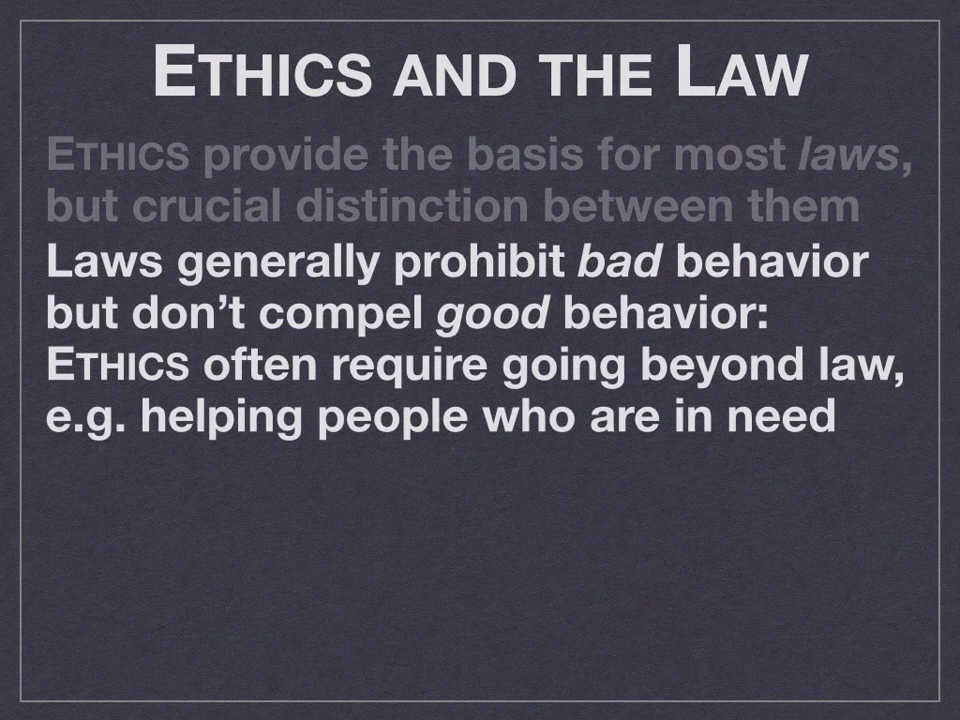 ETHICS AND THE LAW
ETHICS provide the basis for most laws,
but crucial distinction between them
Laws generally prohibit bad behavior
but don’t compel good behavior:
ETHICS often require going beyond law,
e.g. helping people who are in need